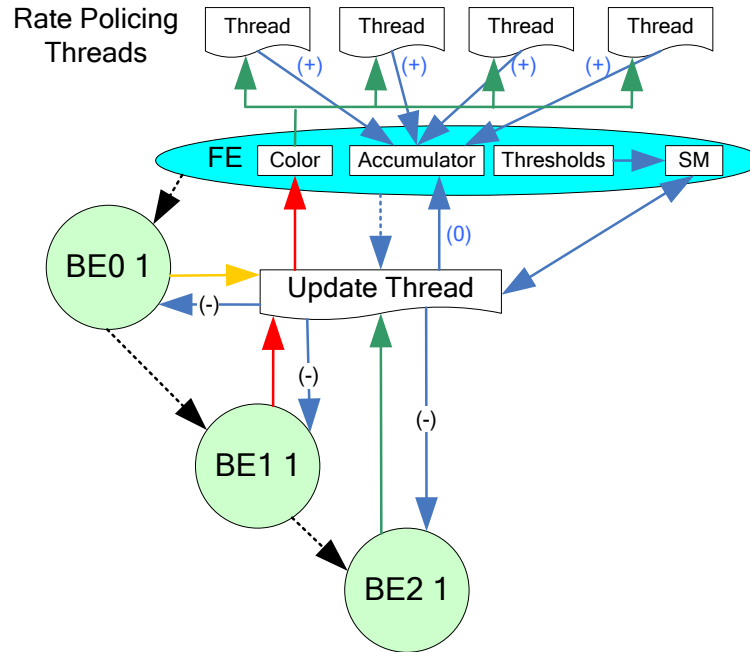 Rate Policing
Threads
Thread
Thread
Thread
Thread
(+)
(+)
(+)
(+)
FE
Color
Accumulator
Thresholds
SM
(0)
BE0 1
Update Thread
(-)
(-)
(-)
BE1 1
BE2 1